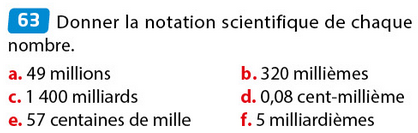 63 Donner la notation scientifique de chaque
nombre.
a. 49 millions b. 320 millièmes
c. 1 400 milliards d. 0,08 cent-millième
e. 57 centaines de mille f. 5 milliardièmes